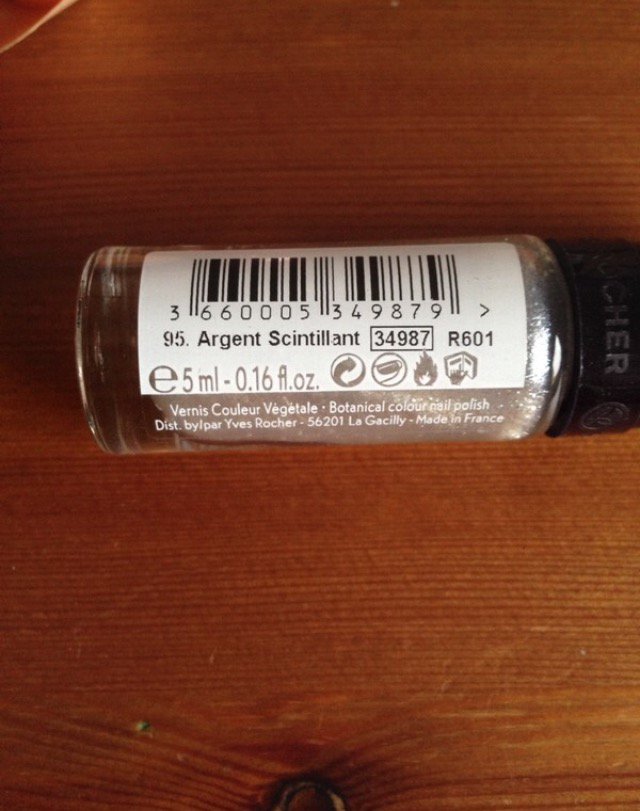 3 660005 349879 >
95. Argent Scintillant 34987 R601
e 5 ml - 0.16 fl.oz.
Vernis Couleur Végétale • Botanical colour nail polish
Dist. by/par Yves Rocher - 56201 La Gacilly - Made in France